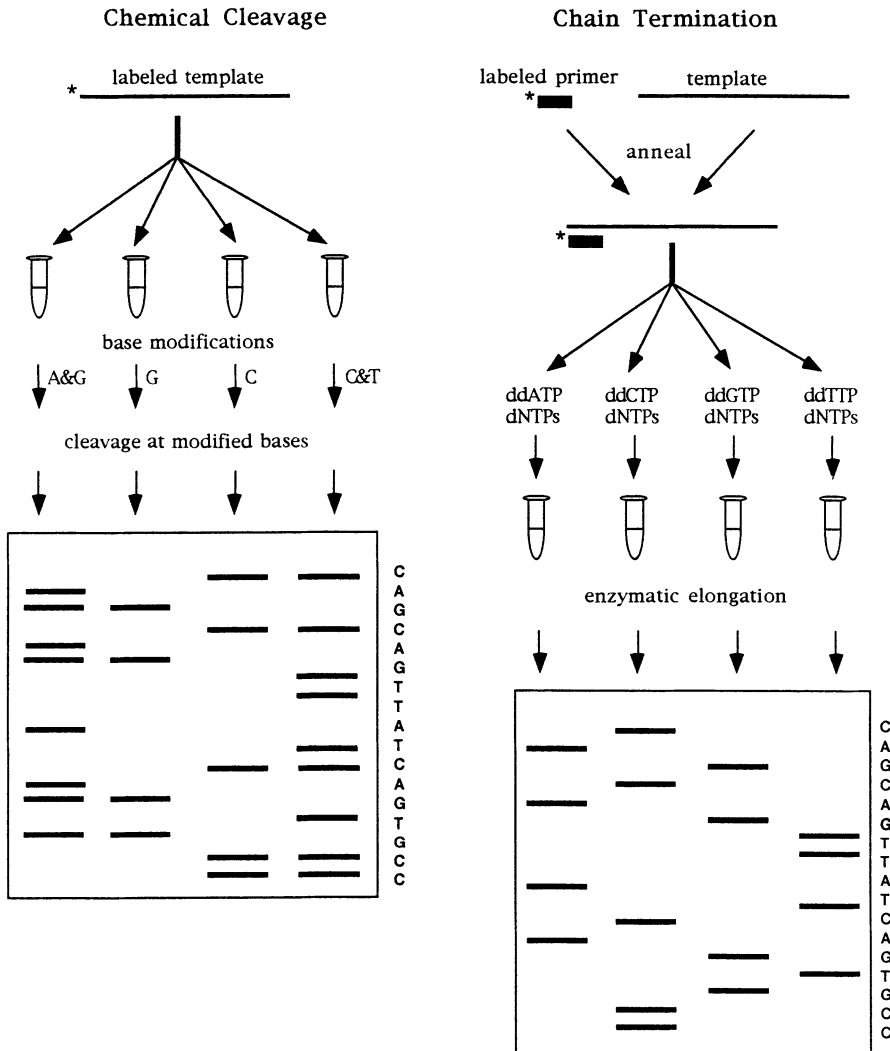 Chemical Cleavage
labeled template
*
base modifications
A&G G C C&T
cleavage at modified bases
C
A
G
C
A
G
T
T
A
T
C
A
G
T
G
C
C
Chain Termination
labeled primer template
*
anneal
*
ddATP ddCTP ddGTP ddTTP
dNTPs dNTPs dNTPs dNTPs
enzymatic elongation
C
A
G
C
A
G
T
T
A
T
C
A
G
T
G
C
C